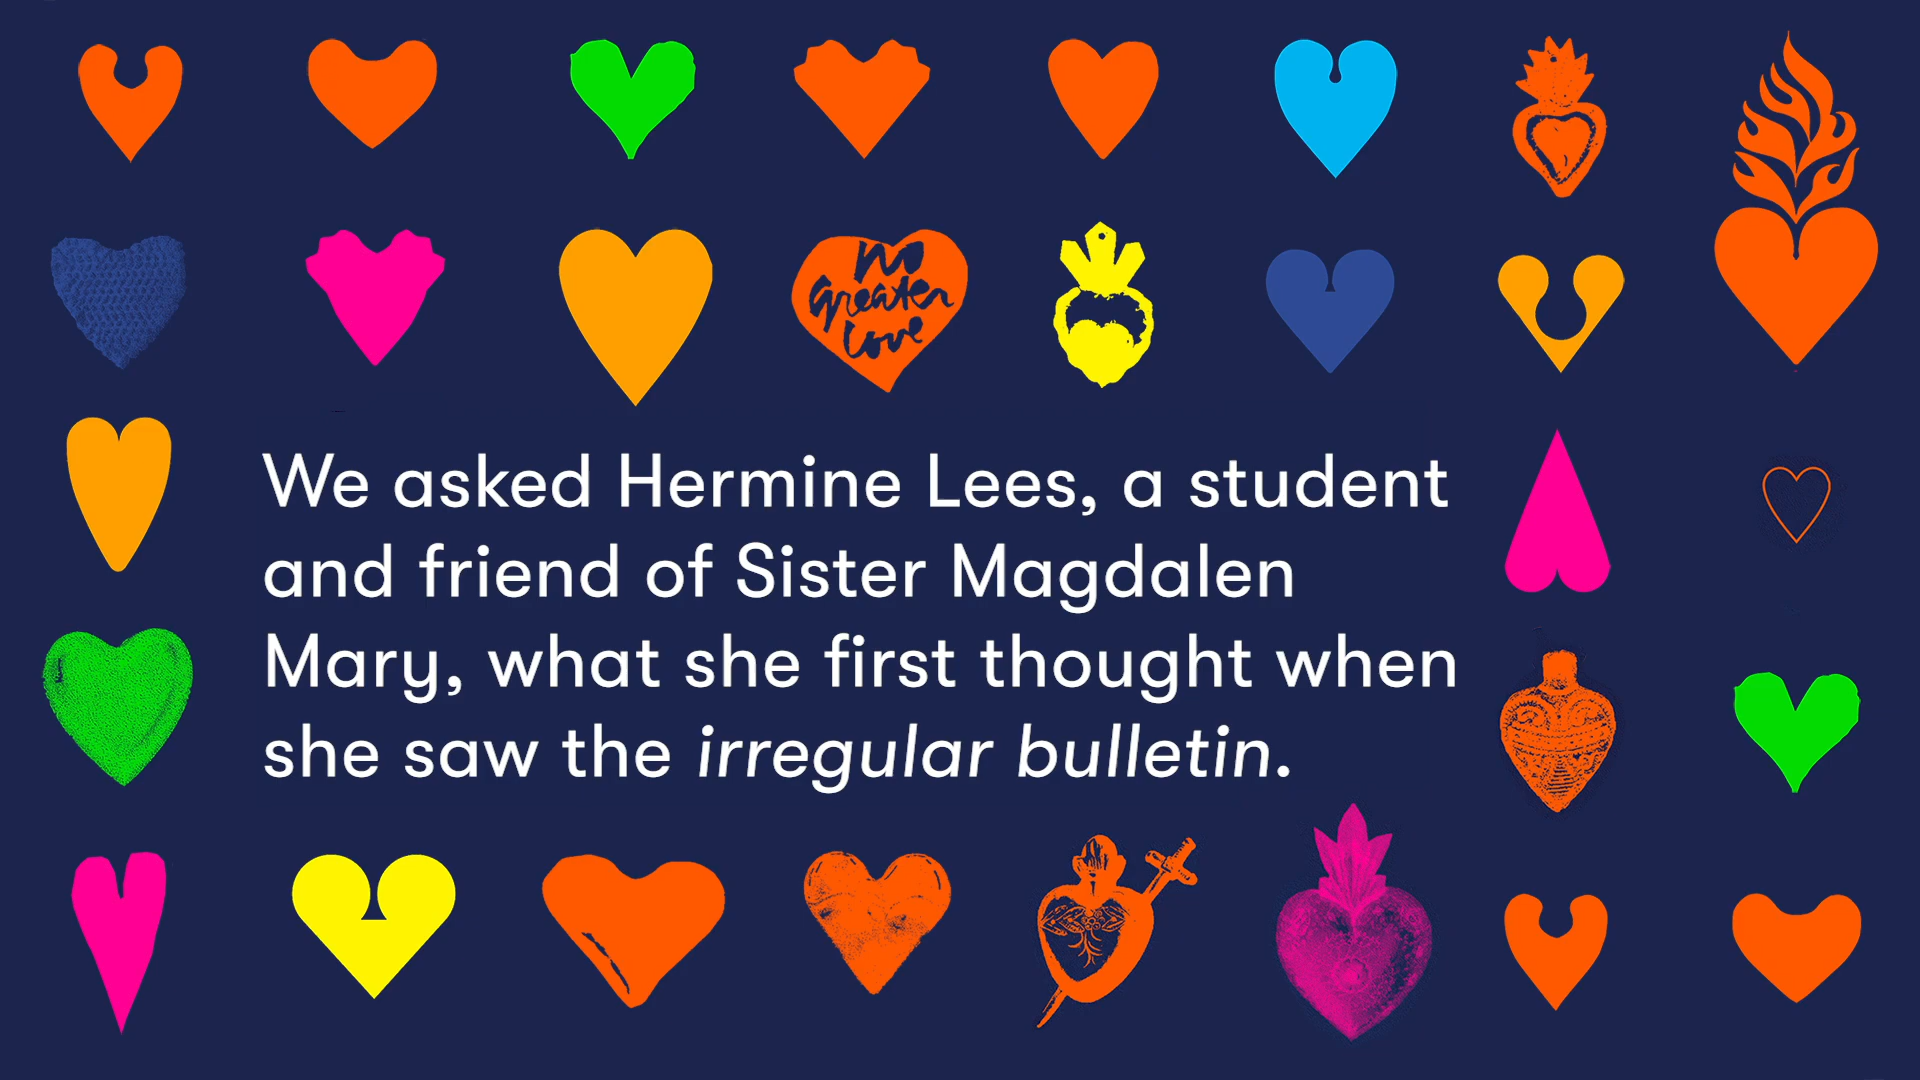 no
greater
love
We asked Hermine Lees, a student
and friend of Sister Magdalen
Mary, what she first thought when
she saw the irregular bulletin.